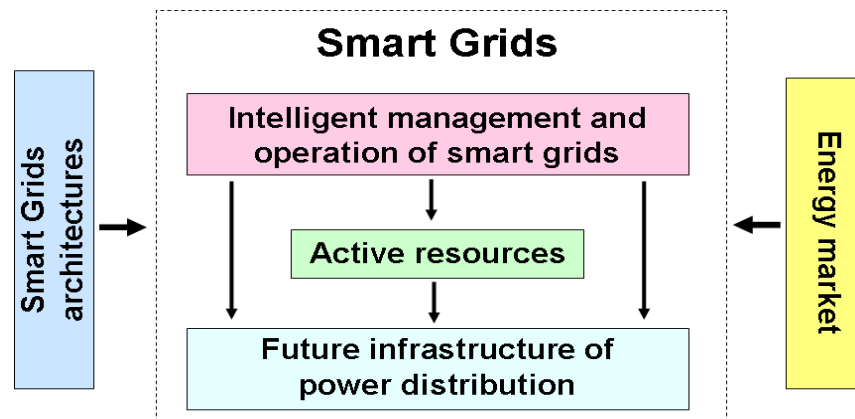 Smart Grids
Smart Grids
architectures
Intelligent management and
operation of smart grids
Active resources
Future infrastructure of
power distribution
Energy market